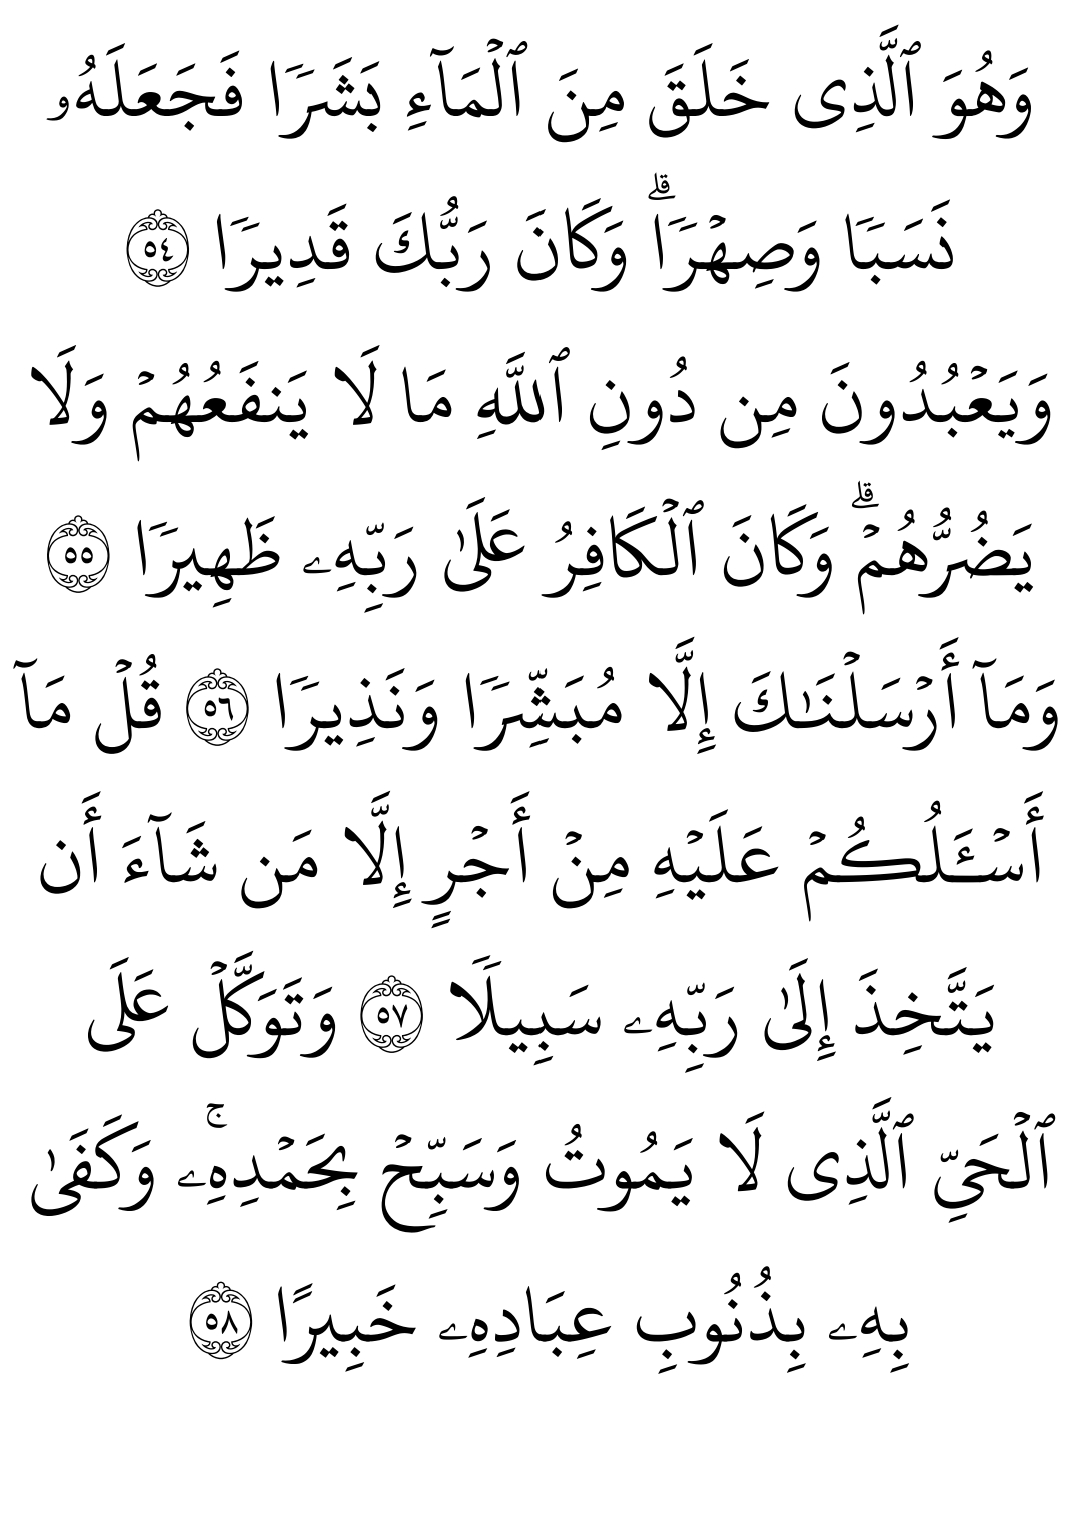 وَهُوَ ٱلَّذِى خَلَقَ مِنَ ٱلۡمَآءِ بَشَرٗا فَجَعَلَهُۥ
نَسَبٗا وَصِهۡرٗاۗ وَكَانَ رَبُّكَ قَدِيرٗا ٥٤
وَيَعۡبُدُونَ مِن دُونِ ٱللَّهِ مَا لَا يَنفَعُهُمۡ وَلَا
يَضُرُّهُمۡۗ وَكَانَ ٱلۡكَافِرُ عَلَىٰ رَبِّهِۦ ظَهِيرٗا ٥٥
وَمَآ أَرۡسَلۡنَٰكَ إِلَّا مُبَشِّرٗا وَنَذِيرٗا ٥٦ قُلۡ مَآ
أَسۡـَٔلُكُمۡ عَلَيۡهِ مِنۡ أَجۡرٍ إِلَّا مَن شَآءَ أَن
يَتَّخِذَ إِلَىٰ رَبِّهِۦ سَبِيلٗا ٥٧ وَتَوَكَّلۡ عَلَى
ٱلۡحَيِّ ٱلَّذِى لَا يَمُوتُ وَسَبِّحۡ بِحَمۡدِهِۦۚ وَكَفَىٰ
بِهِۦ بِذُنُوبِ عِبَادِهِۦ خَبِيرًا ٥٨